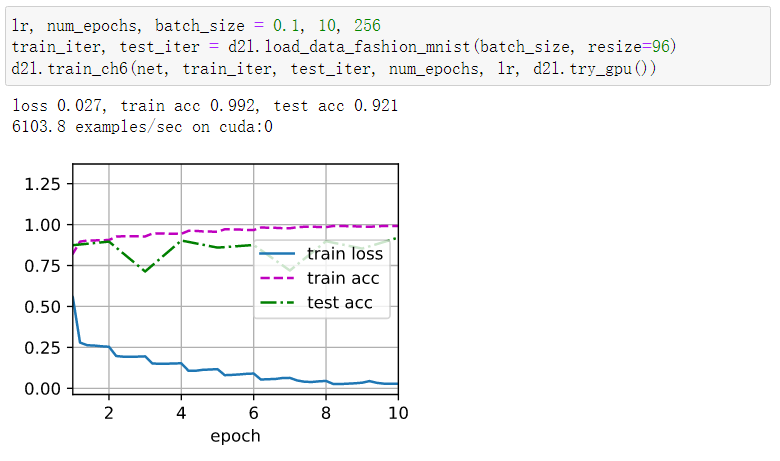 lr, num_epochs, batch_size = 0.1, 10, 256
train_iter, test_iter = d2l.load_data_fashion_mnist(batch_size, resize=96)
d2l.train_ch6(net, train_iter, test_iter, num_epochs, lr, d2l.try_gpu())
loss 0.027, train acc 0.992, test acc 0.921
6103.8 examples/sec on cuda:0
1.25
1.00
0.75
0.50
0.25
0.00
train loss
train acc
test acc
2 4 6 8 10
epoch